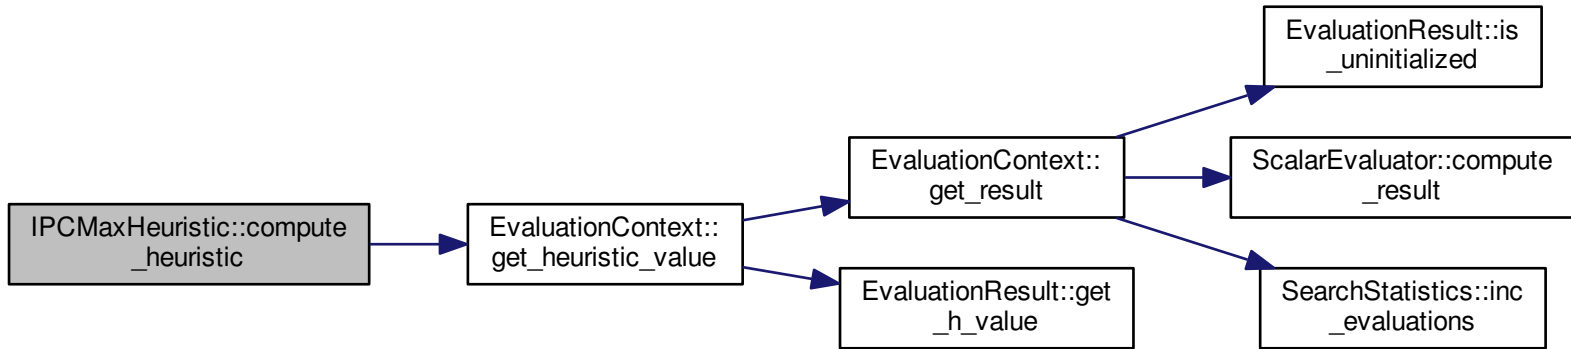 IPCMaxHeuristic::compute
_heuristic
EvaluationContext::
get_heuristic_value
EvaluationContext::
get_result
EvaluationResult::is
_uninitialized
ScalarEvaluator::compute
_result
SearchStatistics::inc
_evaluations
EvaluationResult::get
_h_value